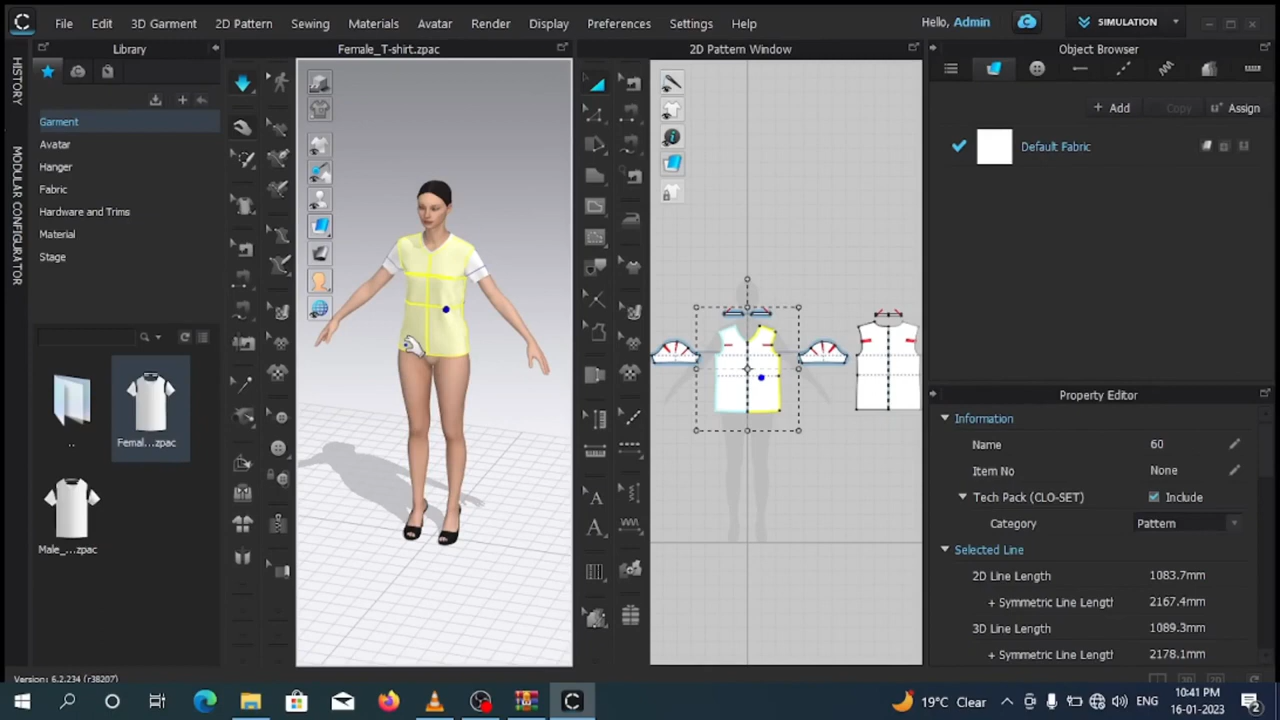 File Edit 3D Garment 2D Pattern Sewing Materials Avatar Render Display Preferences Settings Help
Hello, Admin
SIMULATION
HISTORY
MODULAR CONFIGURATOR
Library
Garment
Avatar
Hanger
Fabric
Hardware and Trims
Material
Stage
..
Femal...zpac
Male_...zpac
Version: 6.2.234 (r38207)
Female_T-shirt.zpac
2D Pattern Window
Object Browser
+ Add Copy Assign
Default Fabric
Property Editor
Information
Name 60
Item No None
Tech Pack (CLO-SET) Include
Category Pattern
Selected Line
2D Line Length 1083.7mm
+ Symmetric Line Length 2167.4mm
3D Line Length 1089.3mm
+ Symmetric Line Length 2178.1mm
19°C Clear
ENG
10:41 PM
16-01-2023
2